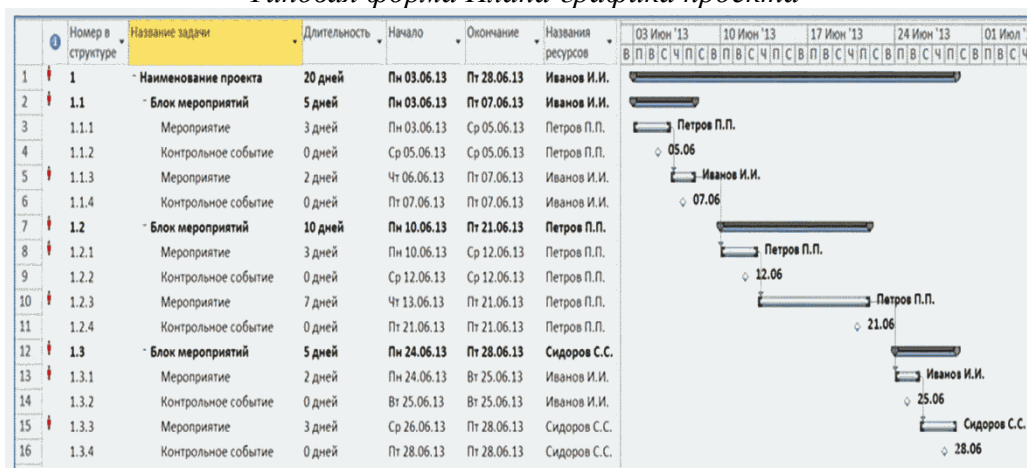 Типовая форма Плана-графика проекта
Номер в структуре Название задачи Длительность Начало Окончание Названия ресурсов 03 Июн '13 10 Июн '13 17 Июн '13 24 Июн '13 01 Июл '
В П В С Ч П С В П В С Ч П С В П В С Ч П С В П В С Ч П С В П В С Ч
1 1 Наименование проекта 20 дней Пн 03.06.13 Пт 28.06.13 Иванов И.И.
2 1.1 Блок мероприятий 5 дней Пн 03.06.13 Пт 07.06.13 Иванов И.И.
3 1.1.1 Мероприятие 3 дней Пн 03.06.13 Ср 05.06.13 Петров П.П. Петров П.П.
4 1.1.2 Контрольное событие 0 дней Ср 05.06.13 Ср 05.06.13 Петров П.П. 05.06
5 1.1.3 Мероприятие 2 дней Чт 06.06.13 Пт 07.06.13 Иванов И.И. Иванов И.И.
6 1.1.4 Контрольное событие 0 дней Пт 07.06.13 Пт 07.06.13 Иванов И.И. 07.06
7 1.2 Блок мероприятий 10 дней Пн 10.06.13 Пт 21.06.13 Петров П.П.
8 1.2.1 Мероприятие 3 дней Пн 10.06.13 Ср 12.06.13 Петров П.П. Петров П.П.
9 1.2.2 Контрольное событие 0 дней Ср 12.06.13 Ср 12.06.13 Петров П.П. 12.06
10 1.2.3 Мероприятие 7 дней Чт 13.06.13 Пт 21.06.13 Петров П.П. Петров П.П.
11 1.2.4 Контрольное событие 0 дней Пт 21.06.13 Пт 21.06.13 Петров П.П. 21.06
12 1.3 Блок мероприятий 5 дней Пн 24.06.13 Пт 28.06.13 Сидоров С.С.
13 1.3.1 Мероприятие 2 дней Пн 24.06.13 Вт 25.06.13 Иванов И.И. Иванов И.И.
14 1.3.2 Контрольное событие 0 дней Вт 25.06.13 Вт 25.06.13 Иванов И.И. 25.06
15 1.3.3 Мероприятие 3 дней Ср 26.06.13 Пт 28.06.13 Сидоров С.С. Сидоров С.С.
16 1.3.4 Контрольное событие 0 дней Пт 28.06.13 Пт 28.06.13 Сидоров С.С. 28.06